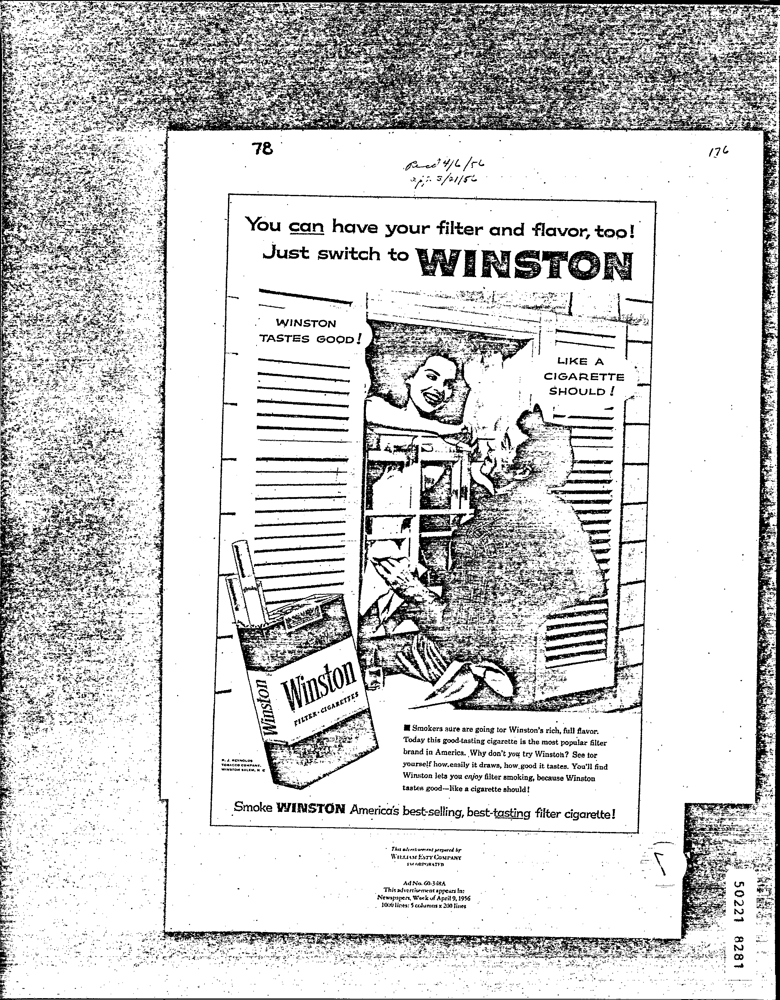 78
176
4/6/56
3/21/56
You can have your filter and flavor, too!
Just switch to WINSTON
WINSTON
TASTES GOOD!
LIKE A
CIGARETTE
SHOULD!
Winston
Winston
FILTER-CIGARETTES
R. J. REYNOLDS
TOBACCO COMPANY,
WINSTON SALEM, N. C.
■ Smokers sure are going for Winston's rich, full flavor.
Today this good-tasting cigarette is the most popular filter
brand in America. Why don't you try Winston? See for
yourself how easily it draws, how good it tastes. You'll find
Winston lets you enjoy filter smoking, because Winston
tastes good—like a cigarette should!
Smoke WINSTON America's best-selling, best-tasting filter cigarette!
This advertisement prepared by
WILLIAM ESTY COMPANY
INCORPORATED
Ad No.
This advertisement appears in:
Newspapers, Week of April 9, 1956
1000 lines: 5 columns x 200 lines
50221 8281